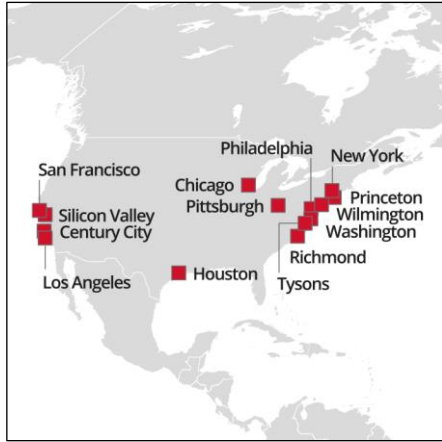 Philadelphia
New York
San Francisco
Chicago
Princeton
Pittsburgh
Wilmington
Silicon Valley
Century City
Washington
Richmond
Los Angeles
Houston
Tysons